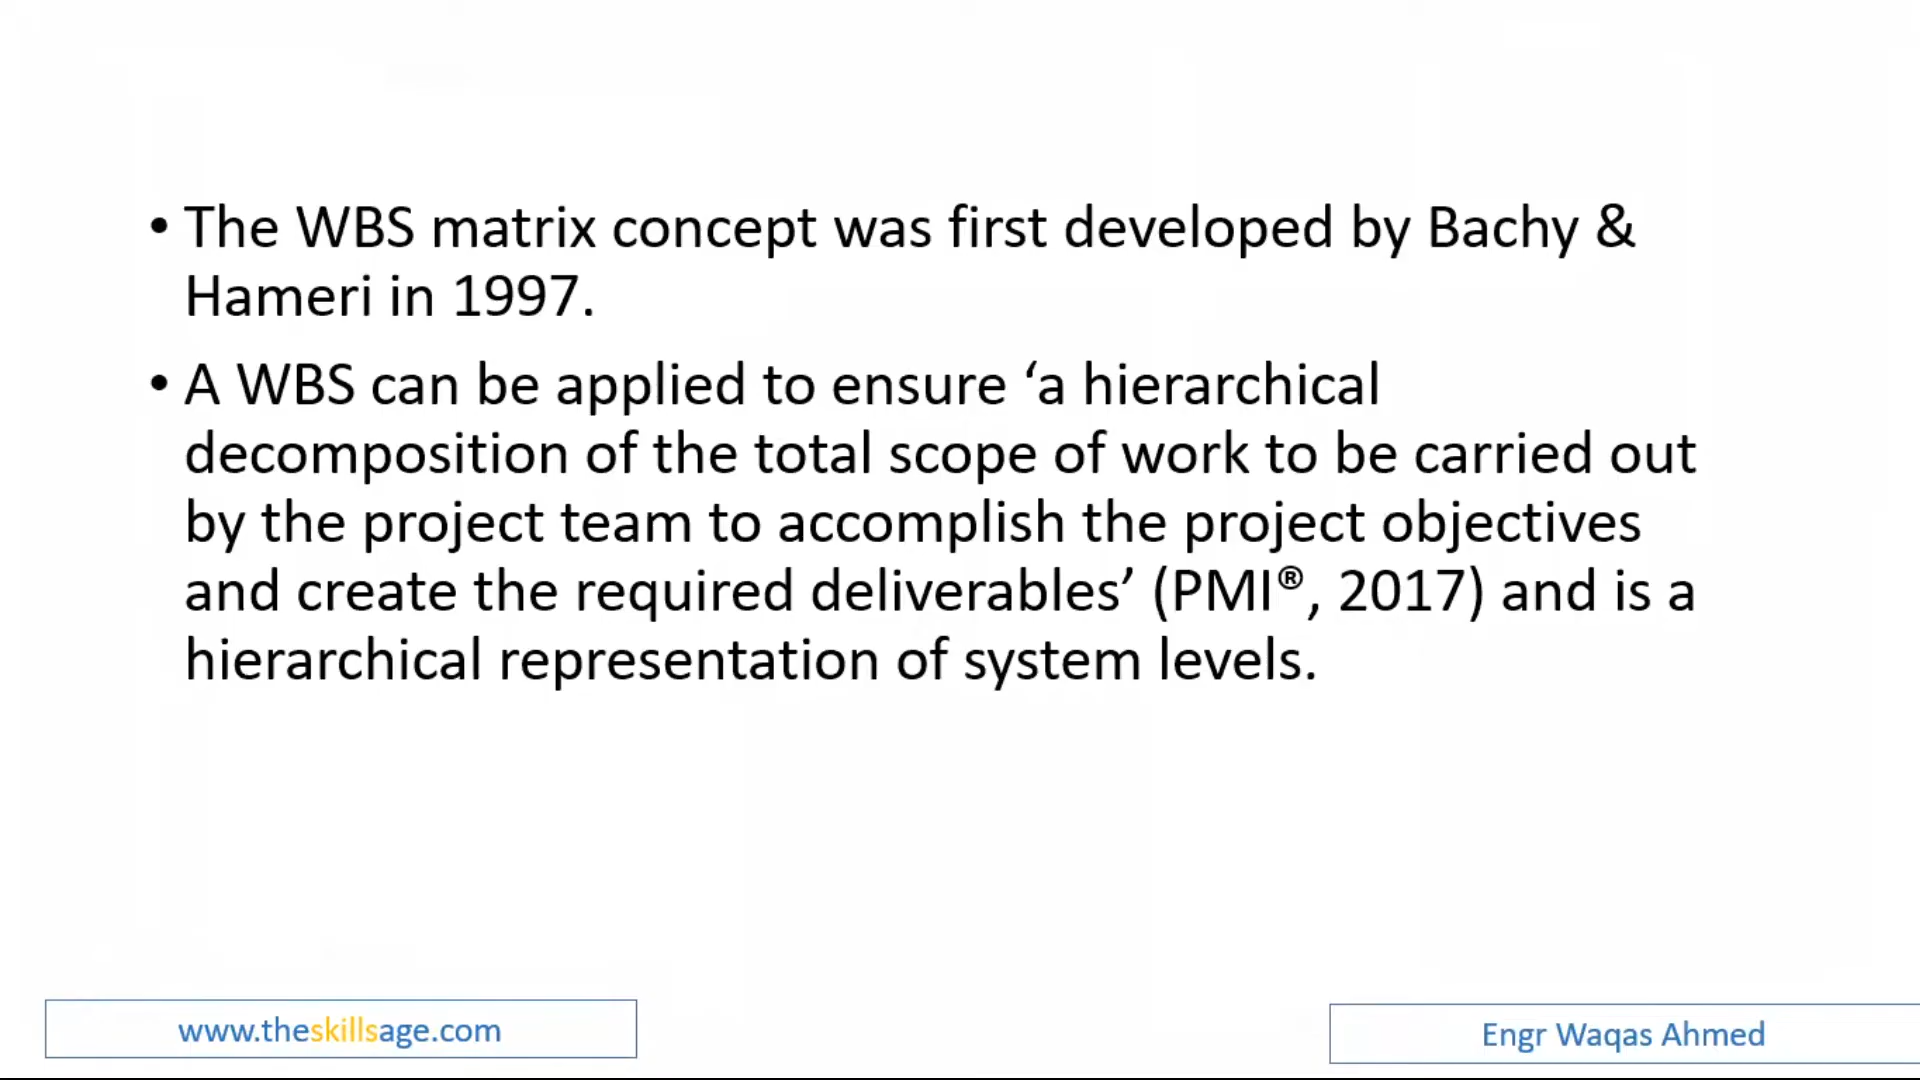 • The WBS matrix concept was first developed by Bachy &
Hameri in 1997.
• A WBS can be applied to ensure ‘a hierarchical
decomposition of the total scope of work to be carried out
by the project team to accomplish the project objectives
and create the required deliverables’ (PMI®, 2017) and is a
hierarchical representation of system levels.
www.theskillsage.com
Engr Waqas Ahmed